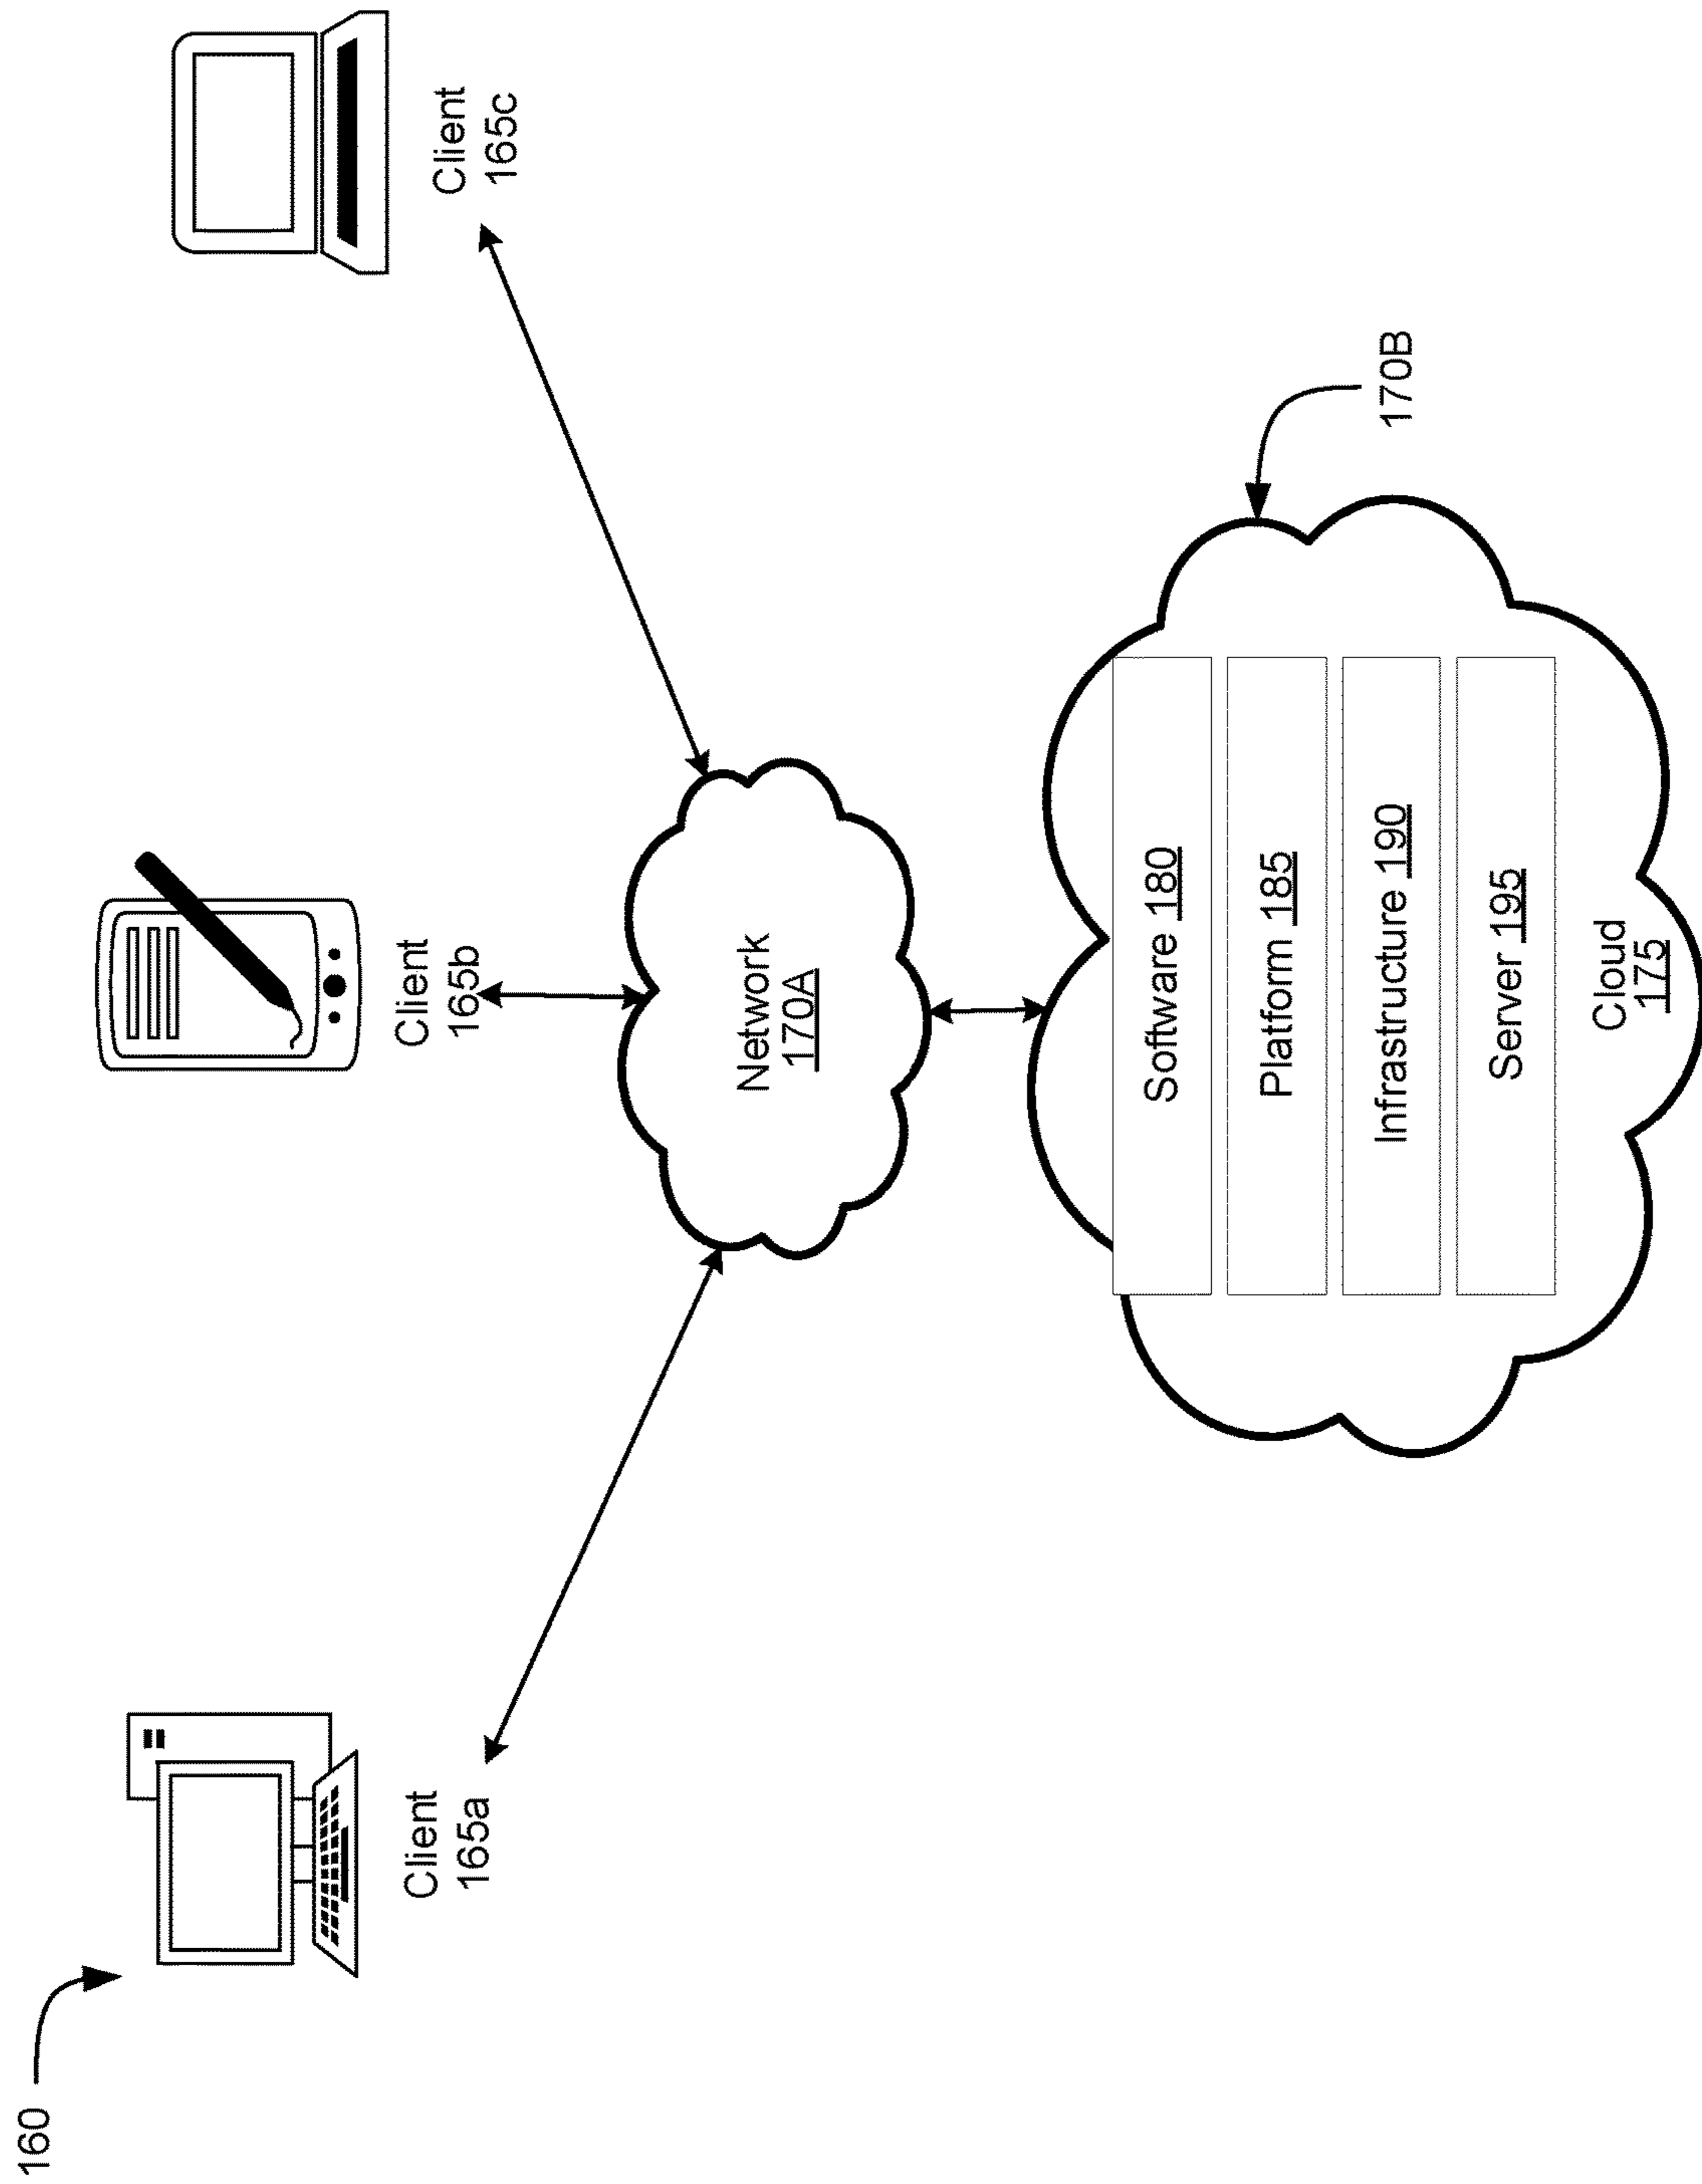 160
Client
165a
Client
165b
Client
165c
Network
170A
170B
Software 180
Platform 185
Infrastructure 190
Server 195
Cloud
175